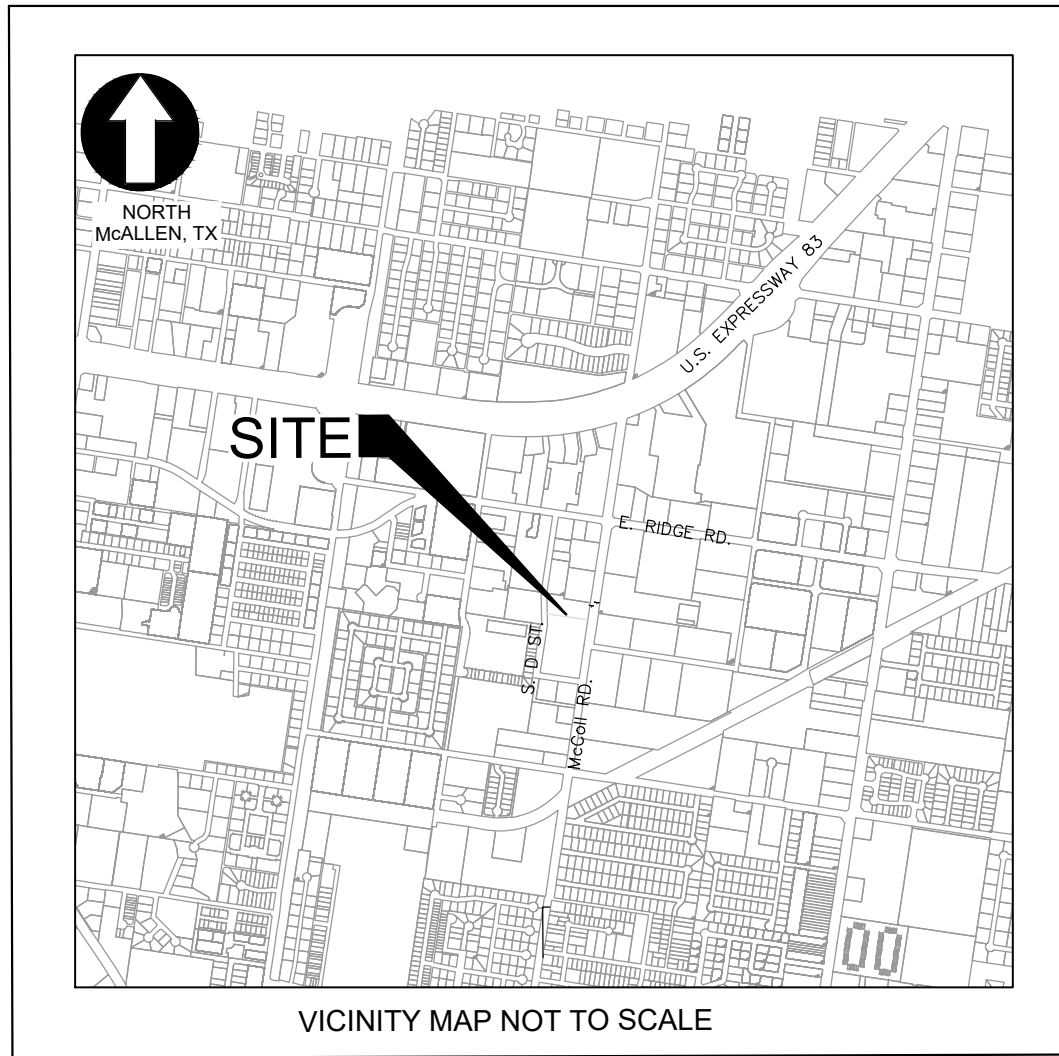 NORTH
McALLEN, TX
U.S. EXPRESSWAY 83
SITE
E. RIDGE RD.
S. D ST.
McColl RD.
VICINITY MAP NOT TO SCALE